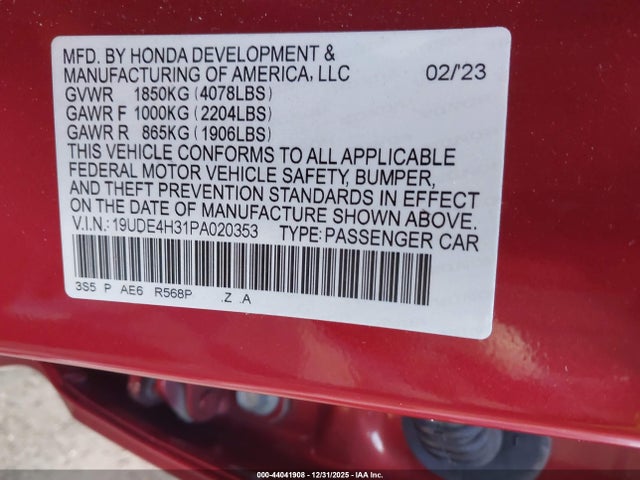 MFD. BY HONDA DEVELOPMENT &
MANUFACTURING OF AMERICA, LLC 02/'23
GVWR 1850KG (4078LBS)
GAWR F 1000KG (2204LBS)
GAWR R 865KG (1906LBS)
THIS VEHICLE CONFORMS TO ALL APPLICABLE
FEDERAL MOTOR VEHICLE SAFETY, BUMPER,
AND THEFT PREVENTION STANDARDS IN EFFECT
ON THE DATE OF MANUFACTURE SHOWN ABOVE.
V.I.N.: 19UDE4H31PA020353 TYPE: PASSENGER CAR
3S5 P AE6 R568P .Z .A
000-44041908 - 12/31/2025 - IAA Inc.